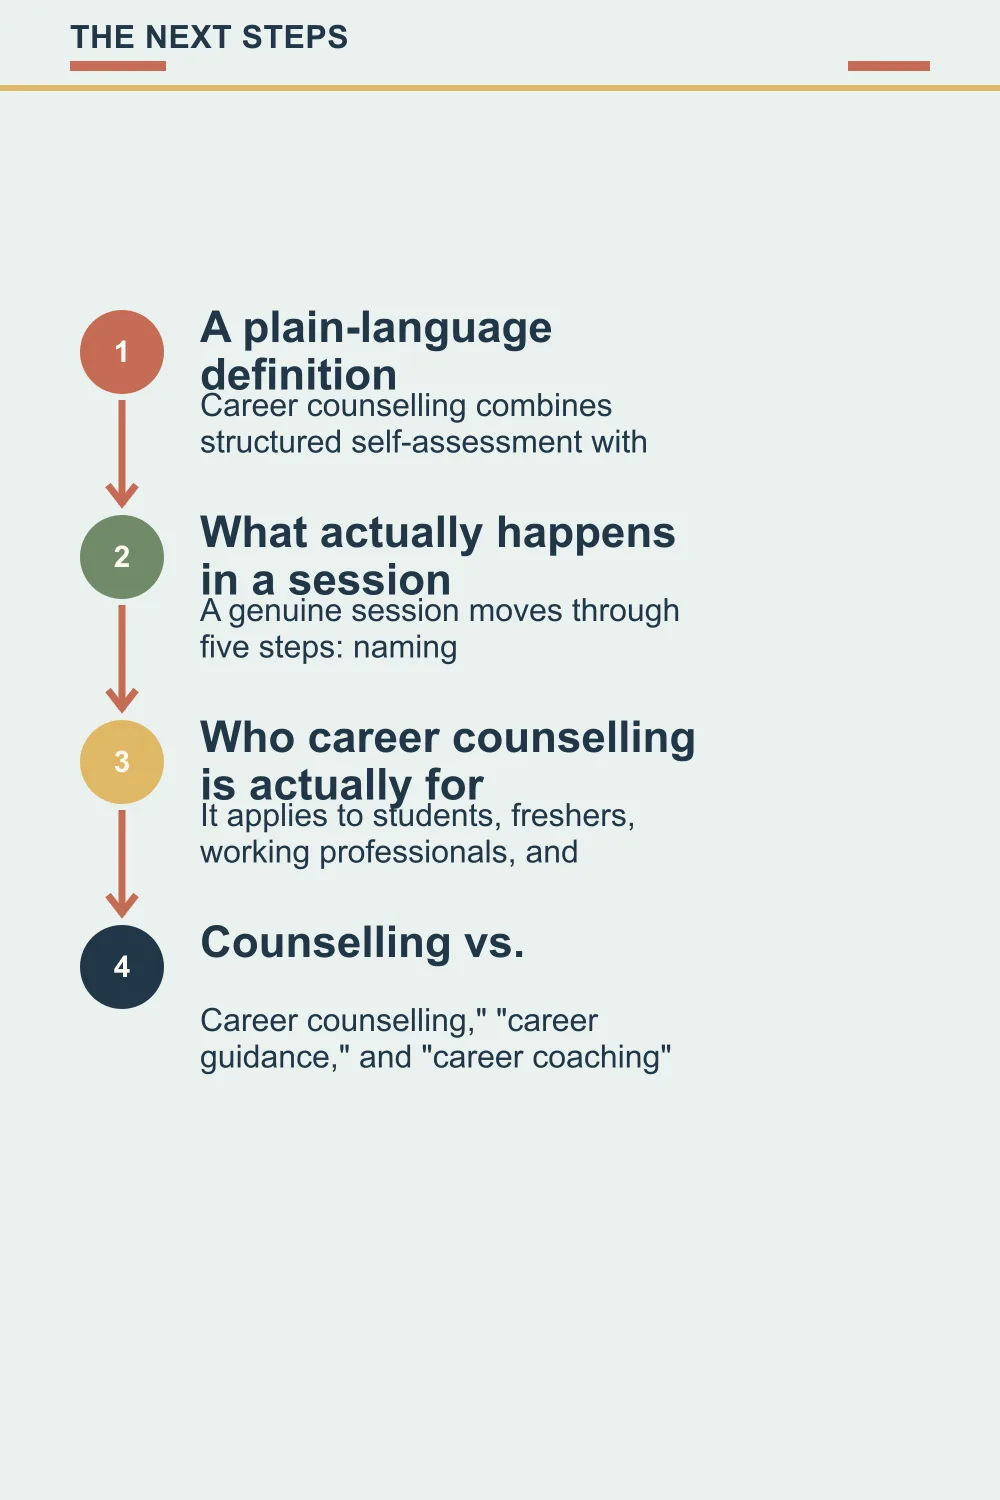 THE NEXT STEPS
1
A plain-language
definition
Career counselling combines
structured self-assessment with
2
What actually happens
in a session
A genuine session moves through
five steps: naming
3
Who career counselling
is actually for
It applies to students, freshers,
working professionals, and
4
Counselling vs.
Career counselling," "career
guidance," and "career coaching"